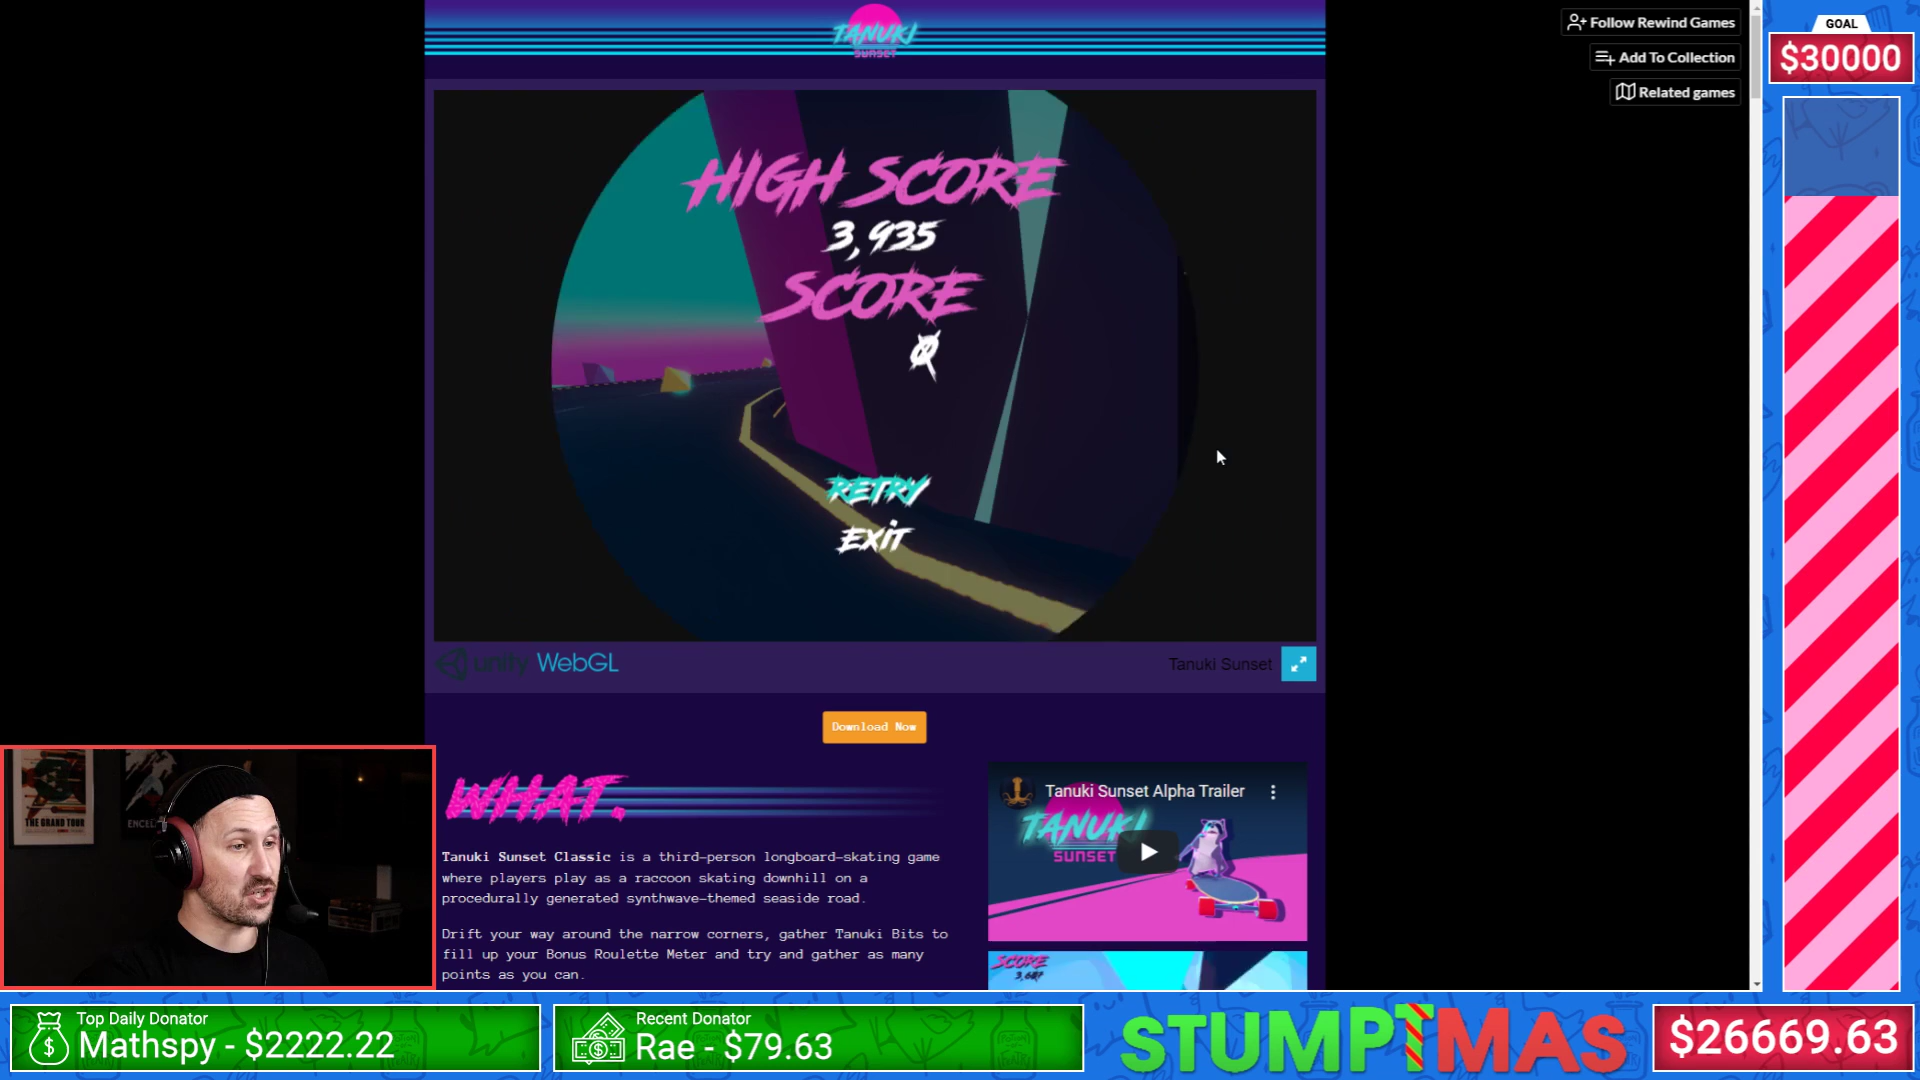 TANUKI
SUNSET
Follow Rewind Games
Add To Collection
Related games
GOAL
$30000
HIGH SCORE
3,935
SCORE
RETRY
EXIT
unity WebGL
Tanuki Sunset
Download Now
WHAT.
Tanuki Sunset Classic is a third-person longboard-skating game
where players play as a raccoon skating downhill on a
procedurally generated synthwave-themed seaside road.
Drift your way around the narrow corners, gather Tanuki Bits to
fill up your Bonus Roulette Meter and try and gather as many
points as you can.
Tanuki Sunset Alpha Trailer
TANUKI
SUNSET
SCORE
THE GRAND TOUR
Top Daily Donator
Mathspy - $2222.22
Recent Donator
Rae - $79.63
STUMPTMAS
$26669.63